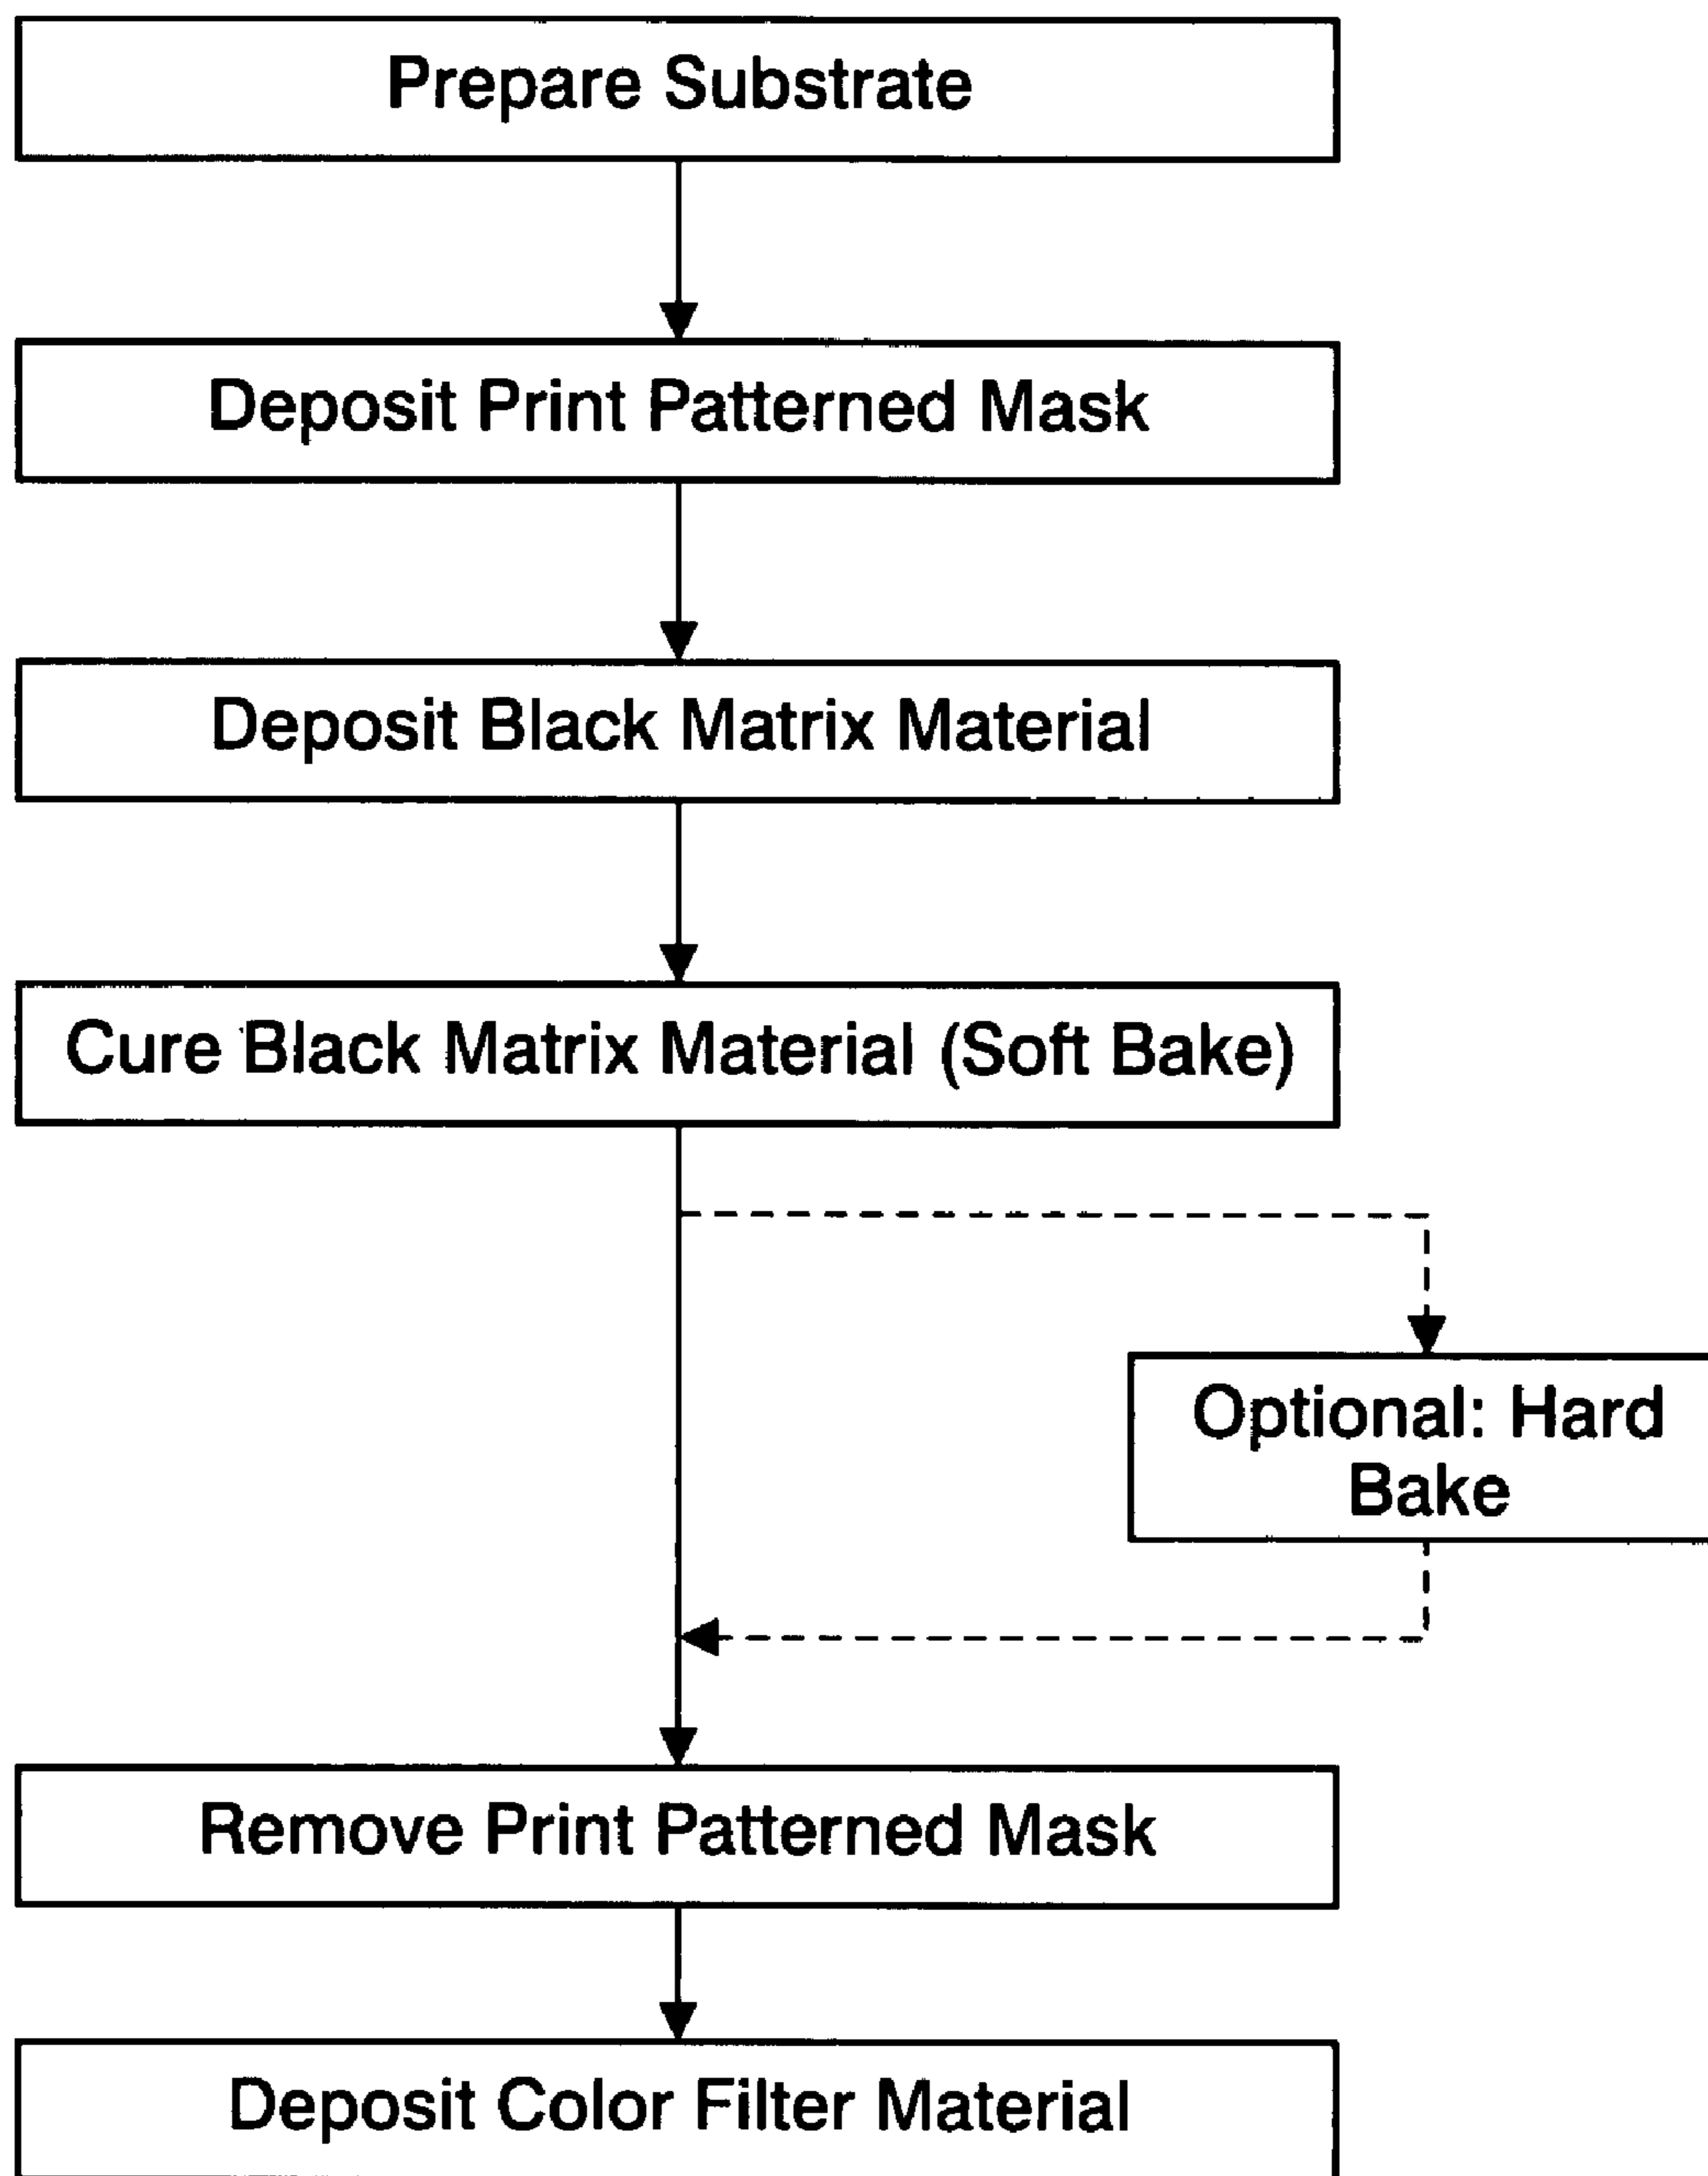 Prepare Substrate
Deposit Print Patterned Mask
Deposit Black Matrix Material
Cure Black Matrix Material (Soft Bake)
Optional: Hard
Bake
Remove Print Patterned Mask
Deposit Color Filter Material